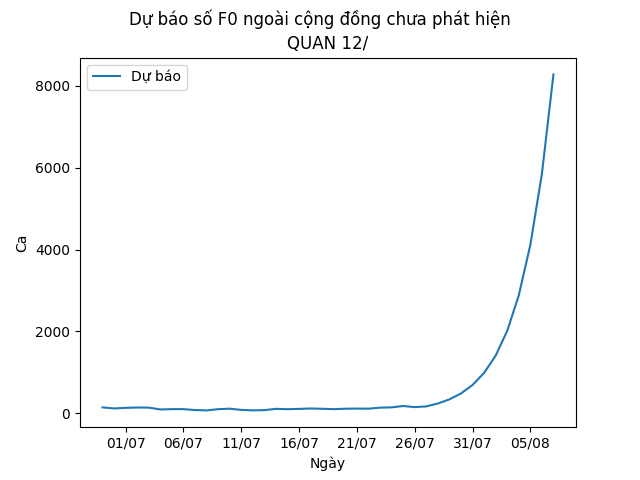 Dự báo số F0 ngoài cộng đồng chưa phát hiện
QUAN 12/
Dự báo
8000
6000
4000
2000
0
Ca
01/07 06/07 11/07 16/07 21/07 26/07 31/07 05/08
Ngày